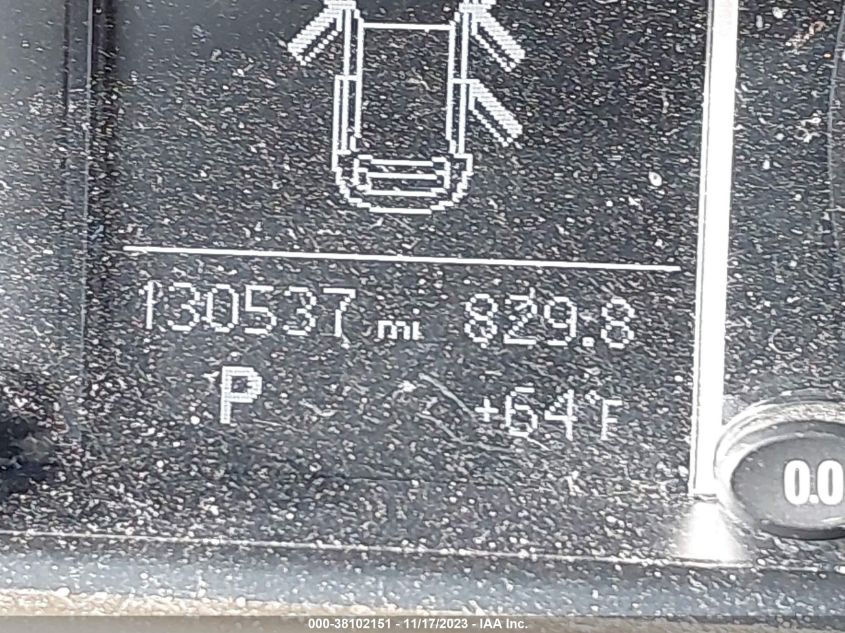 130537 mi 829.8
P +64°F
0.0
000-38102151 - 11/17/2023 - IAA Inc.